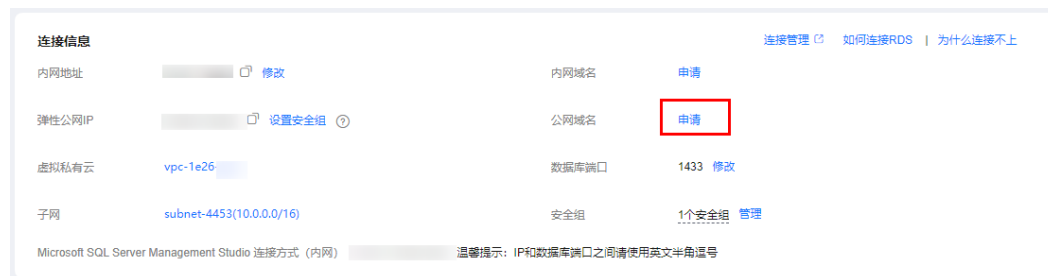 连接信息 连接管理 如何连接RDS | 为什么连接不上
内网地址 修改 内网域名 申请
弹性公网IP 设置安全组 ? 公网域名 申请
虚拟私有云 vpc-1e26- 数据库端口 1433 修改
子网 subnet-4453(10.0.0.0/16) 安全组 1个安全组 管理
Microsoft SQL Server Management Studio 连接方式（内网） 温馨提示：IP和数据库端口之间请使用英文半角逗号